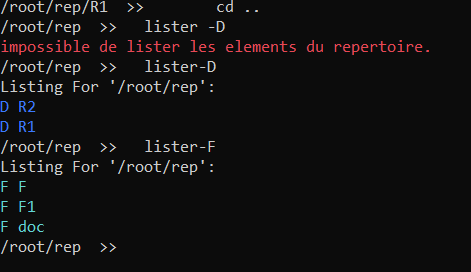 /root/rep/R1  >>        cd ..
/root/rep  >>   lister -D
impossible de lister les elements du repertoire.
/root/rep  >>   lister-D
Listing For '/root/rep':
D R2
D R1
/root/rep  >>   lister-F
Listing For '/root/rep':
F F
F F1
F doc
/root/rep  >>